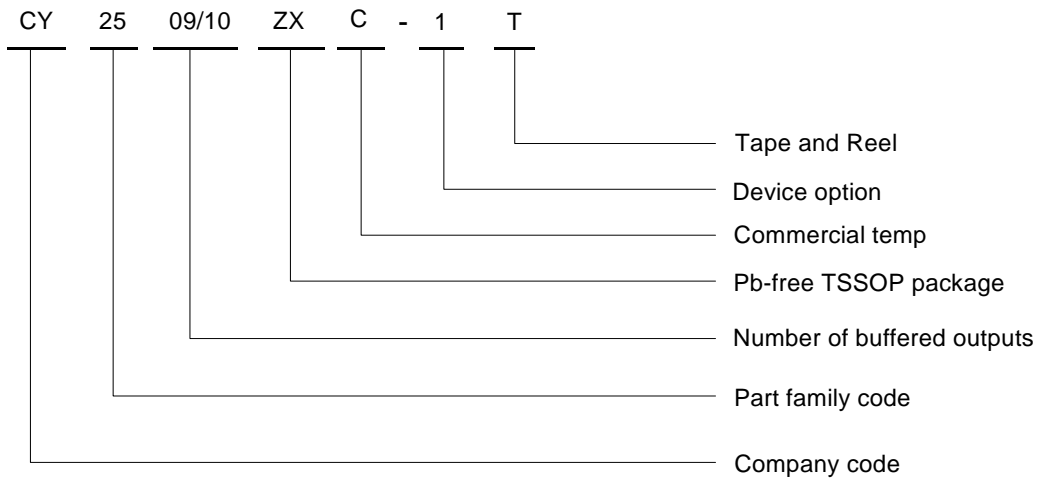 CY 25 09/10 ZX C - 1 T
Tape and Reel
Device option
Commercial temp
Pb-free TSSOP package
Number of buffered outputs
Part family code
Company code